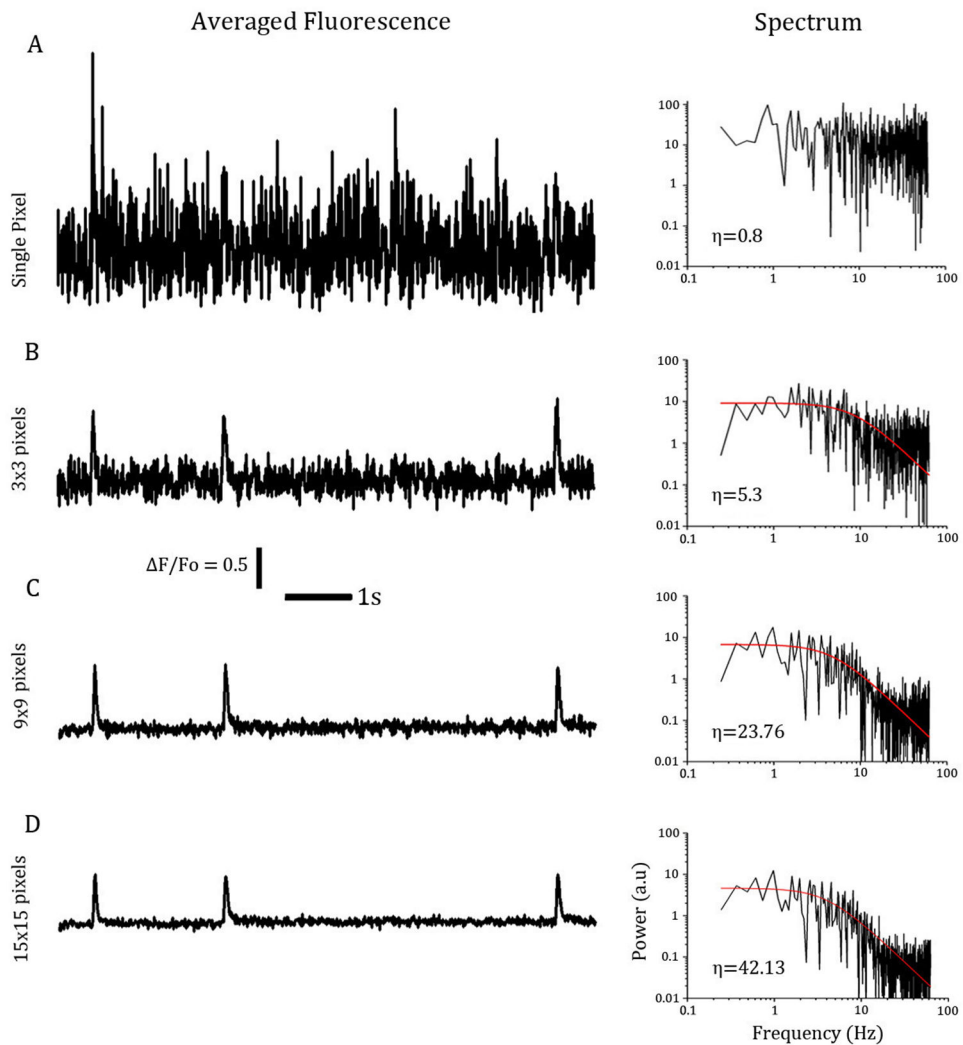 Averaged Fluorescence
Spectrum
A
Single Pixel
100
10
1
0.1
0.01
η=0.8
0.1
1
10
100
B
3x3 pixels
100
10
1
0.1
0.01
η=5.3
0.1
1
10
100
ΔF/Fo = 0.5
1s
C
9x9 pixels
100
10
1
0.1
0.01
η=23.76
0.1
1
10
100
D
15x15 pixels
Power (a.u)
100
10
1
0.1
0.01
η=42.13
0.1
1
10
100
Frequency (Hz)